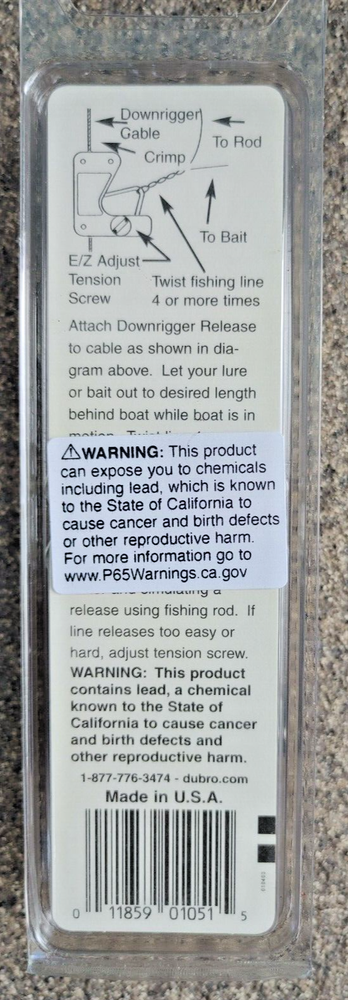 Downrigger
Cable
To Rod
Crimp
To Bait
E/Z Adjust
Tension
Screw
Twist fishing line
4 or more times
Attach Downrigger Release
to cable as shown in dia-
gram above. Let your lure
or bait out to desired length
behind boat while boat is in
⚠WARNING: This product
can expose you to chemicals
including lead, which is known
to the State of California to
cause cancer and birth defects
or other reproductive harm.
For more information go to
www.P65Warnings.ca.gov
simulating a
release using fishing rod. If
line releases too easy or
hard, adjust tension screw.
WARNING: This product
contains lead, a chemical
known to the State of
California to cause cancer
and birth defects and
other reproductive harm.
1-877-776-3474 - dubro.com
Made in U.S.A.
0 11859 01051 5